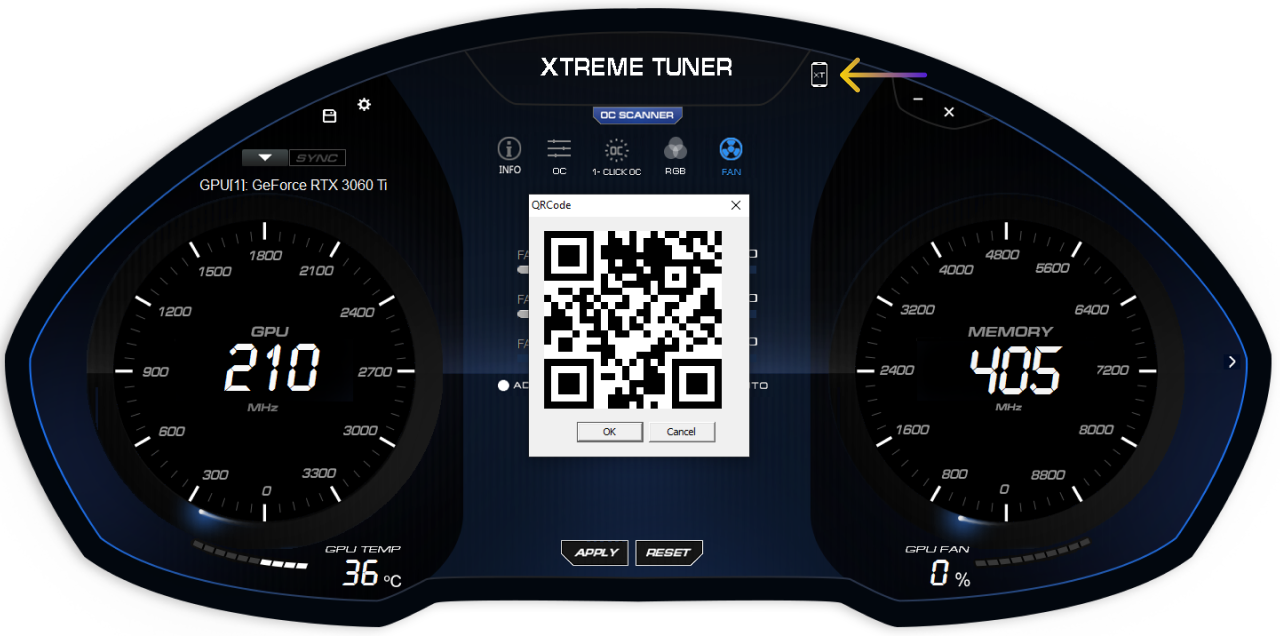 XTREME TUNER
XT
OC SCANNER
SYNC
GPU[1]: GeForce RTX 3060 Ti
INFO
OC
OC
1- CLICK OC
RGB
FAN
QRCode
OK
Cancel
0
300
600
900
1200
1500
1800
2100
2400
2700
3000
3300
GPU
210
MHz
0
800
1600
2400
3200
4000
4800
5600
6400
7200
8000
8800
MEMORY
405
MHz
GPU TEMP
36 °C
APPLY
RESET
GPU FAN
0 %